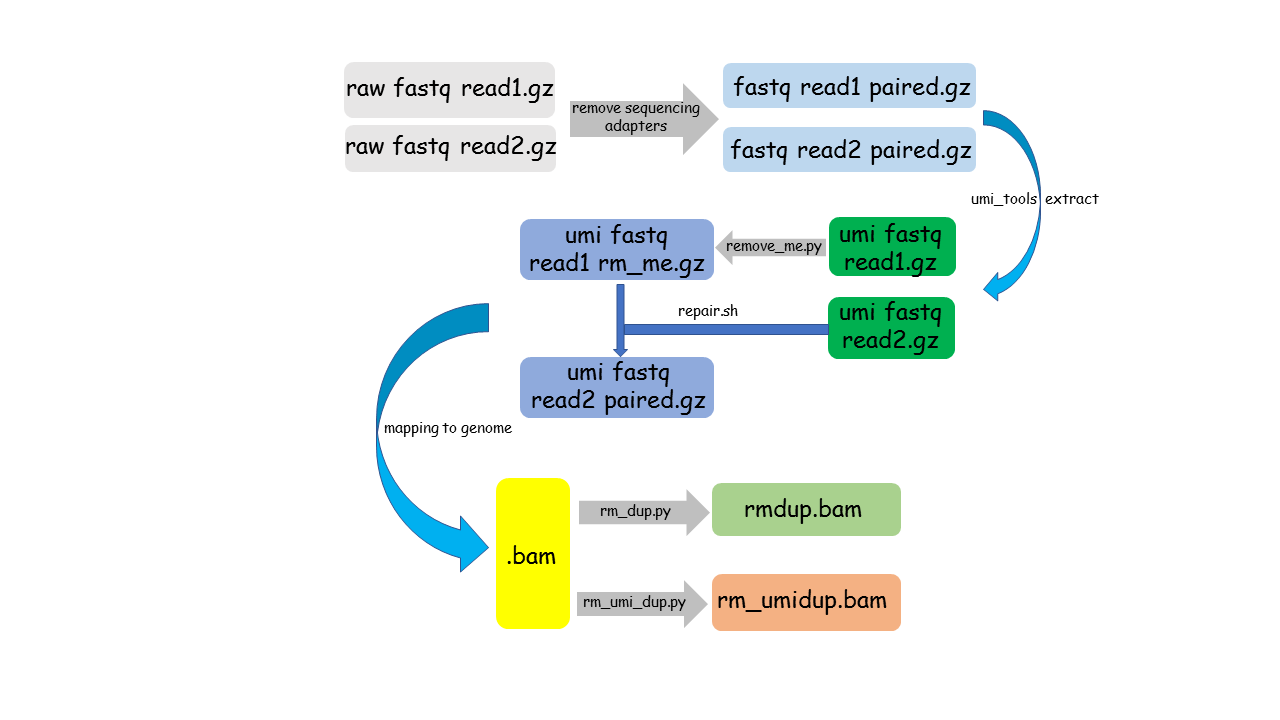 raw fastq read1.gz
raw fastq read2.gz
remove sequencing
adapters
fastq read1 paired.gz
fastq read2 paired.gz
umi_tools extract
umi fastq
read1.gz
remove_me.py
umi fastq
read1 rm_me.gz
umi fastq
read2.gz
repair.sh
umi fastq
read2 paired.gz
mapping to genome
.bam
rm_dup.py
rmdup.bam
rm_umi_dup.py
rm_umidup.bam